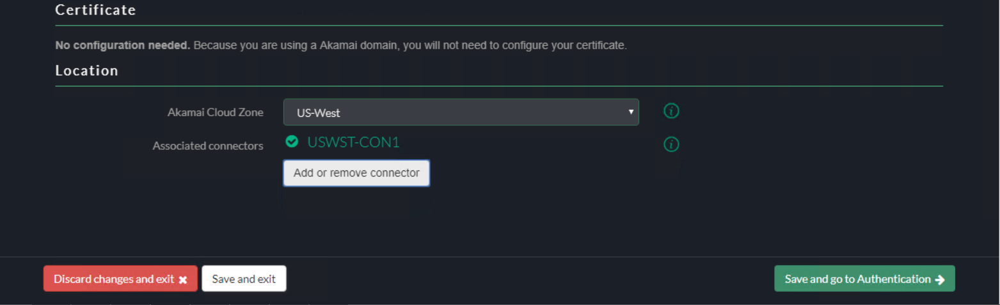 Certificate
No configuration needed. Because you are using a Akamai domain, you will not need to configure your certificate.
Location
Akamai Cloud Zone US-West
Associated connectors USWST-CON1
Add or remove connector
Discard changes and exit Save and exit Save and go to Authentication